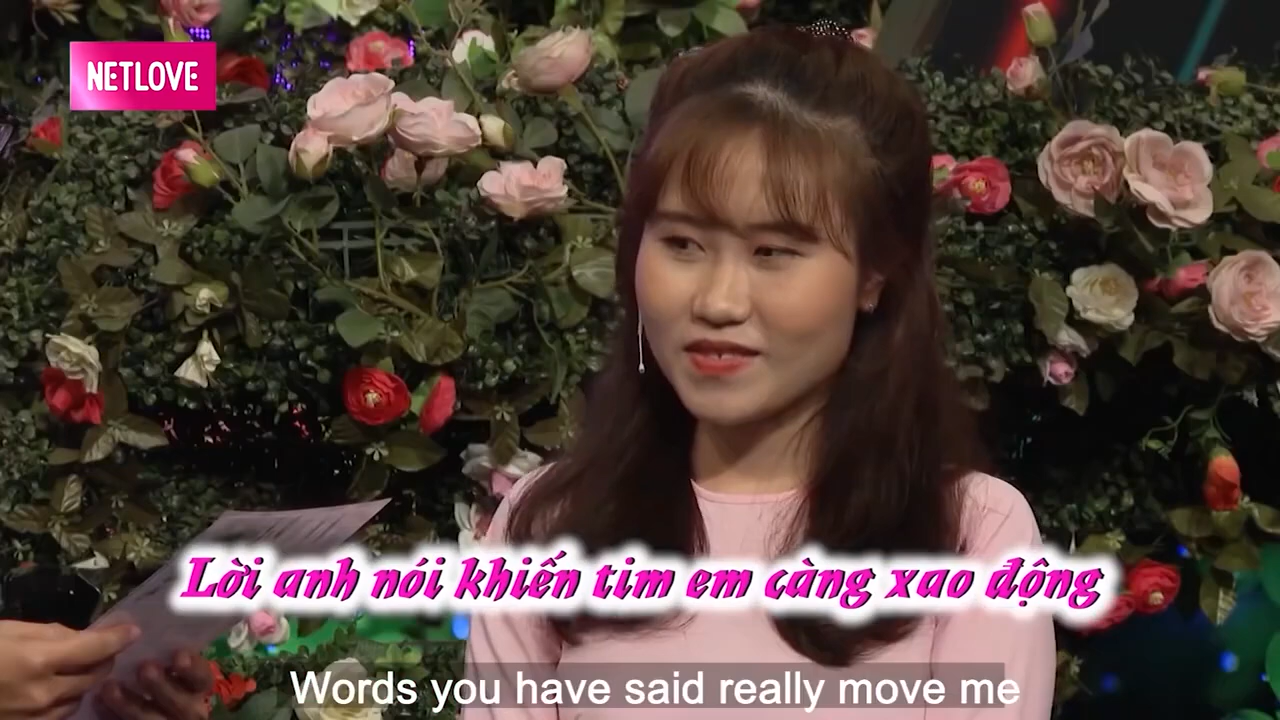 NETLOVE
Lời anh nói khiến tim em càng xao động
Words you have said really move me